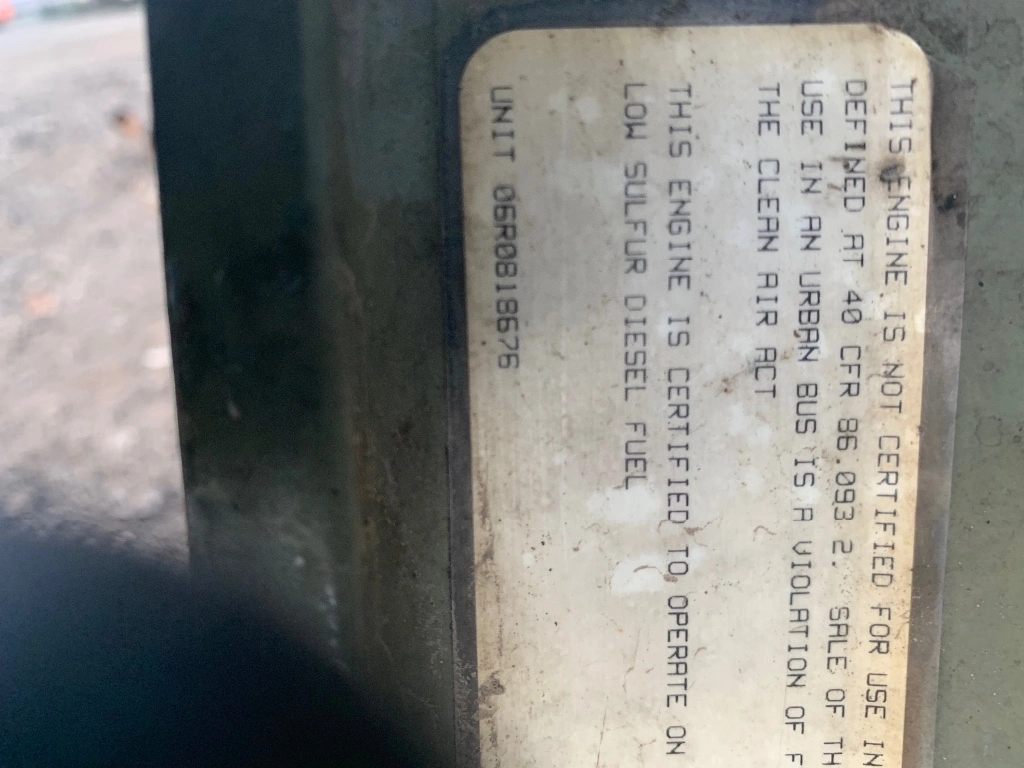 THIS ENGINE IS NOT CERTIFIED FOR USE IN
DEFINED AT 40 CFR 86.093 2. SALE OF TH
USE IN AN URBAN BUS IS A VIOLATION OF F
THE CLEAN AIR ACT
THIS ENGINE IS CERTIFIED TO OPERATE ON
LOW SULFUR DIESEL FUEL
UNIT 06R0818676